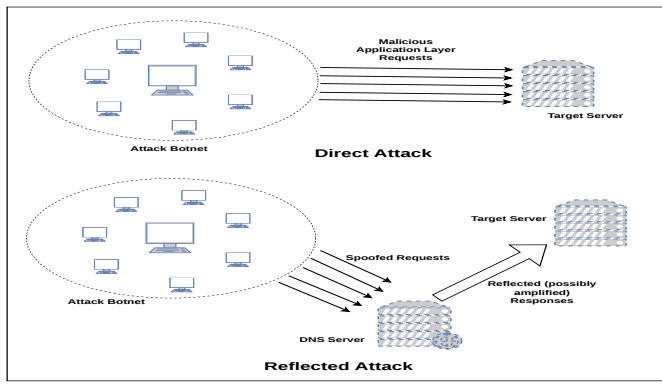 Malicious
Application Layer
Requests
Target Server
Attack Botnet
Direct Attack
Target Server
Spoofed Requests
Reflected (possibly
amplified)
Responses
Attack Botnet
DNS Server
Reflected Attack